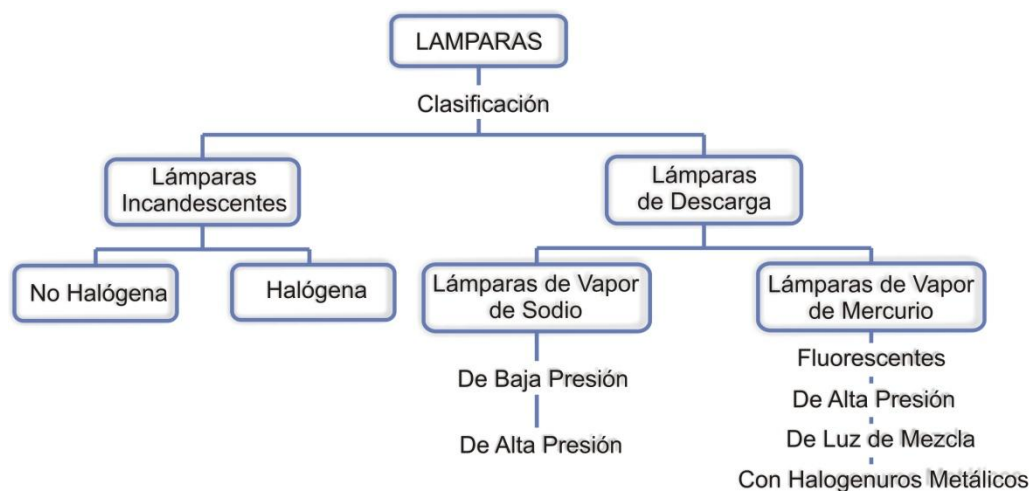 LAMPARAS
Clasificación
Lámparas
Incandescentes
Lámparas
de Descarga
No Halógena
Halógena
Lámparas de Vapor
de Sodio
Lámparas de Vapor
de Mercurio
De Baja Presión
De Alta Presión
Fluorescentes
De Alta Presión
De Luz de Mezcla
Con Halogenuros Metálicos